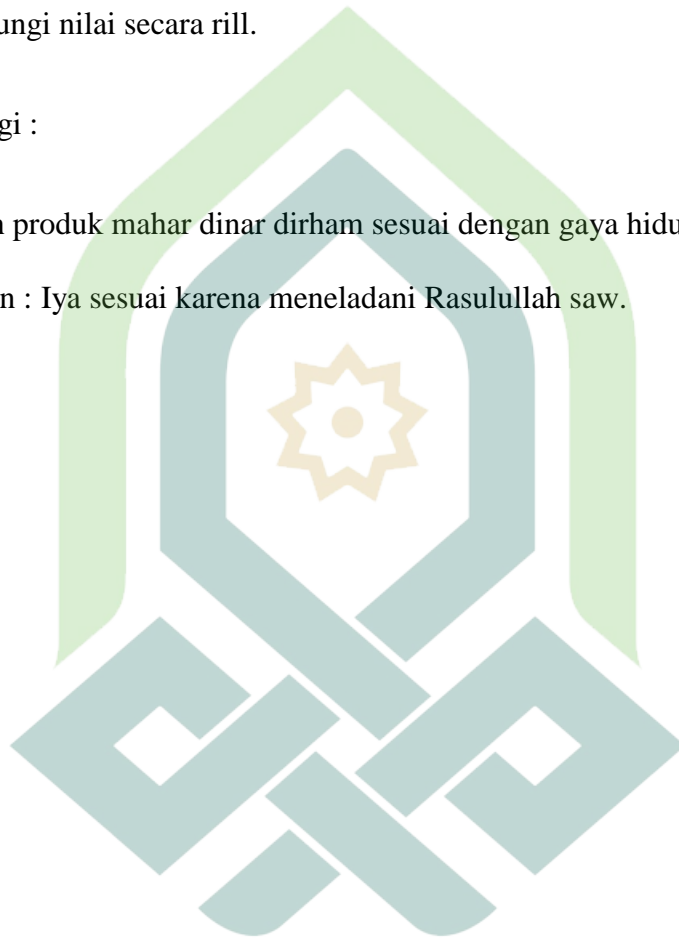 ungi nilai secara rill.
gi :
n produk mahar dinar dirham sesuai dengan gaya hidu
n : Iya sesuai karena meneladani Rasulullah saw.